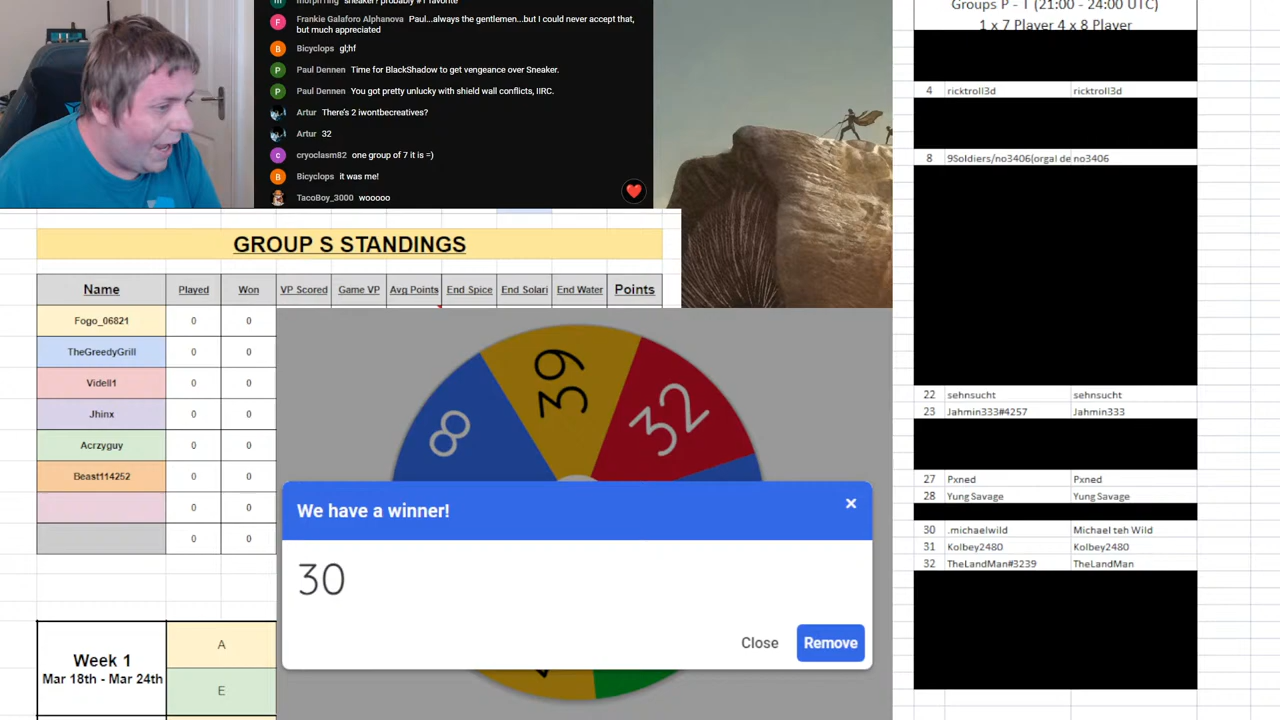 sneaker? probably #1 favorite
Frankie Galaforo Alphanova Paul...always the gentlemen...but I could never accept that,
but much appreciated
Bicyclops gl;hf
Paul Dennen Time for BlackShadow to get vengeance over Sneaker.
Paul Dennen You got pretty unlucky with shield wall conflicts, IIRC.
Artur There's 2 iwontbecreatives?
Artur 32
cryoclasm82 one group of 7 it is =)
Bicyclops it was me!
TacoBoy_3000 wooooo
GROUP S STANDINGS
Name Played Won VP Scored Game VP Avg Points End Spice End Solari End Water Points
Fogo_06821 0 0
TheGreedyGrill 0 0
Videll1 0 0
Jhinx 0 0
Acrzyguy 0 0
Beast114252 0 0
0 0
0 0
Week 1
Mar 18th - Mar 24th
A
E
8
39
32
We have a winner!
×
30
Close
Remove
Groups P - T (21:00 - 24:00 UTC)
1 x 7 Player 4 x 8 Player
4 ricktroll3d ricktroll3d
8 9Soldiers/no3406(orgal de no3406
22 sehnsucht sehnsucht
23 Jahmin333#4257 Jahmin333
27 Pxned Pxned
28 Yung Savage Yung Savage
30 .michaelwild Michael teh Wild
31 Kolbey2480 Kolbey2480
32 TheLandMan#3239 TheLandMan